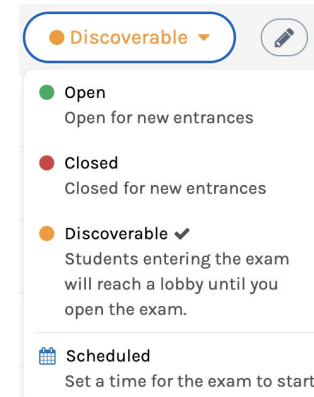 Discoverable
Open
Open for new entrances
Closed
Closed for new entrances
Discoverable
Students entering the exam
will reach a lobby until you
open the exam.
Scheduled
Set a time for the exam to start